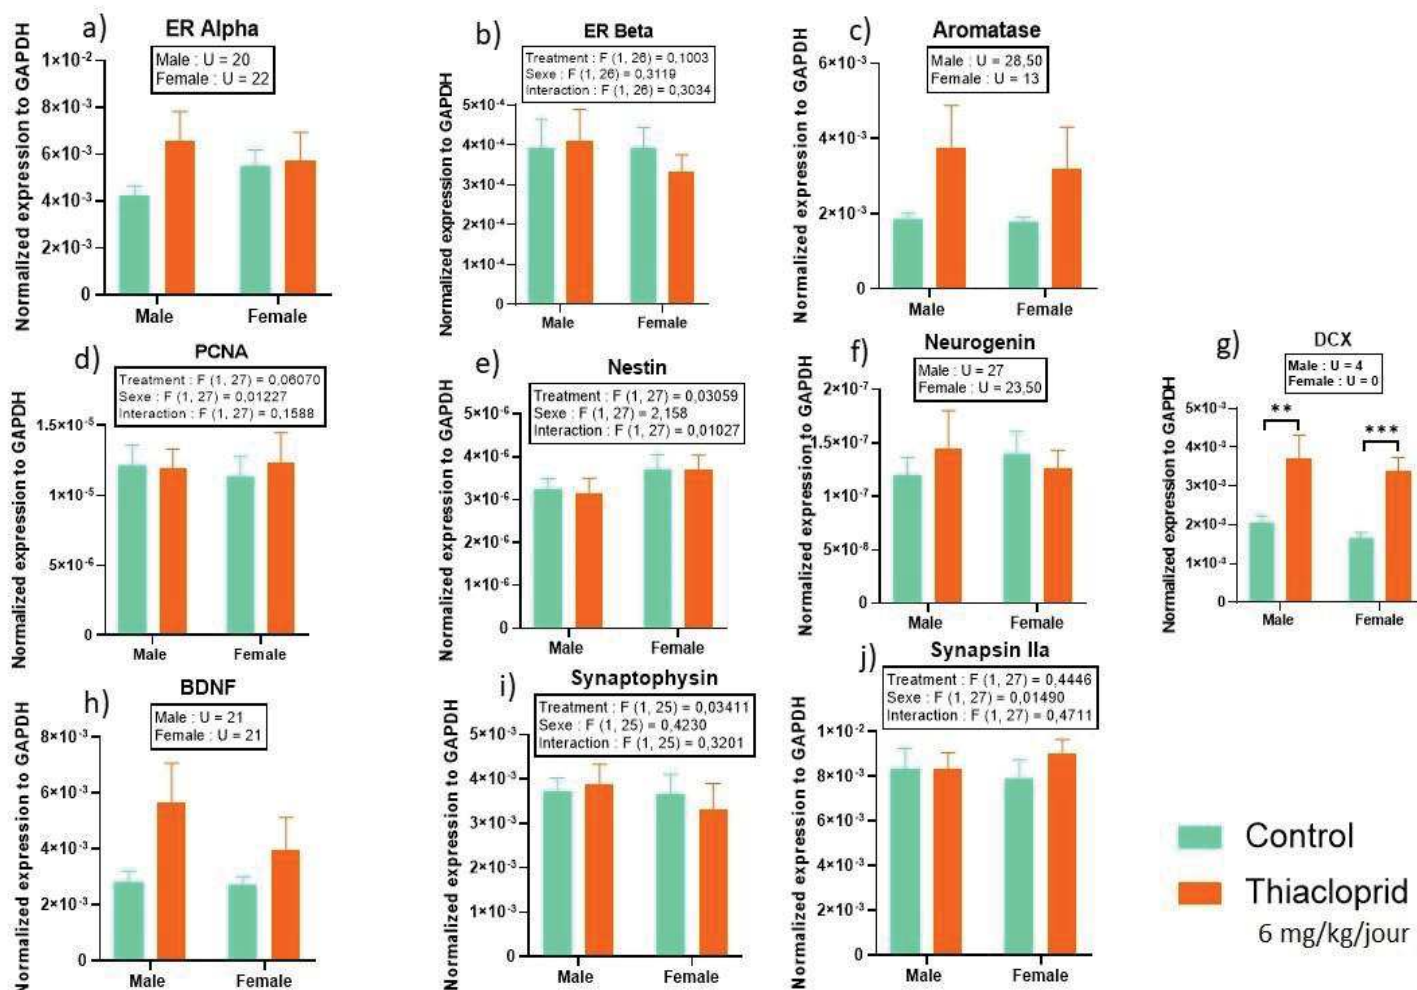 a)
ER Alpha
Male : U = 20
Female : U = 22
Normalized expression to GAPDH
1×10⁻²
8×10⁻³
6×10⁻³
4×10⁻³
2×10⁻³
0
Male Female
b)
ER Beta
Treatment : F (1, 26) = 0,1003
Sexe : F (1, 26) = 0,3119
Interaction : F (1, 26) = 0,3034
Normalized expression to GAPDH
5×10⁻⁴
4×10⁻⁴
3×10⁻⁴
2×10⁻⁴
1×10⁻⁴
0
Male Female
c)
Aromatase
Male : U = 28,50
Female : U = 13
Normalized expression to GAPDH
6×10⁻³
4×10⁻³
2×10⁻³
0
Male Female
d)
PCNA
Treatment : F (1, 27) = 0,06070
Sexe : F (1, 27) = 0,01227
Interaction : F (1, 27) = 0,1588
Normalized expression to GAPDH
1.5×10⁻⁵
1×10⁻⁵
5×10⁻⁶
0
Male Female
e)
Nestin
Treatment : F (1, 27) = 0,03059
Sexe : F (1, 27) = 2,158
Interaction : F (1, 27) = 0,01027
Normalized expression to GAPDH
5×10⁻⁶
4×10⁻⁶
3×10⁻⁶
2×10⁻⁶
1×10⁻⁶
0
Male Female
f)
Neurogenin
Male : U = 27
Female : U = 23,50
Normalized expression to GAPDH
2×10⁻⁷
1.5×10⁻⁷
1×10⁻⁷
5×10⁻⁸
0
Male Female
g)
DCX
Male : U = 4
Female : U = 0
Normalized expression to GAPDH
5×10⁻³
4×10⁻³
3×10⁻³
2×10⁻³
1×10⁻³
0
** ***
Male Female
h)
BDNF
Male : U = 21
Female : U = 21
Normalized expression to GAPDH
8×10⁻³
6×10⁻³
4×10⁻³
2×10⁻³
0
Male Female
i)
Synaptophysin
Treatment : F (1, 25) = 0,03411
Sexe : F (1, 25) = 0,4230
Interaction : F (1, 25) = 0,3201
Normalized expression to GAPDH
5×10⁻³
4×10⁻³
3×10⁻³
2×10⁻³
1×10⁻³
0
Male Female
j)
Synapsin IIa
Treatment : F (1, 27) = 0,4446
Sexe : F (1, 27) = 0,01490
Interaction : F (1, 27) = 0,4711
Normalized expression to GAPDH
1×10⁻²
8×10⁻³
6×10⁻³
4×10⁻³
2×10⁻³
0
Male Female
Control
Thiacloprid
6 mg/kg/jour